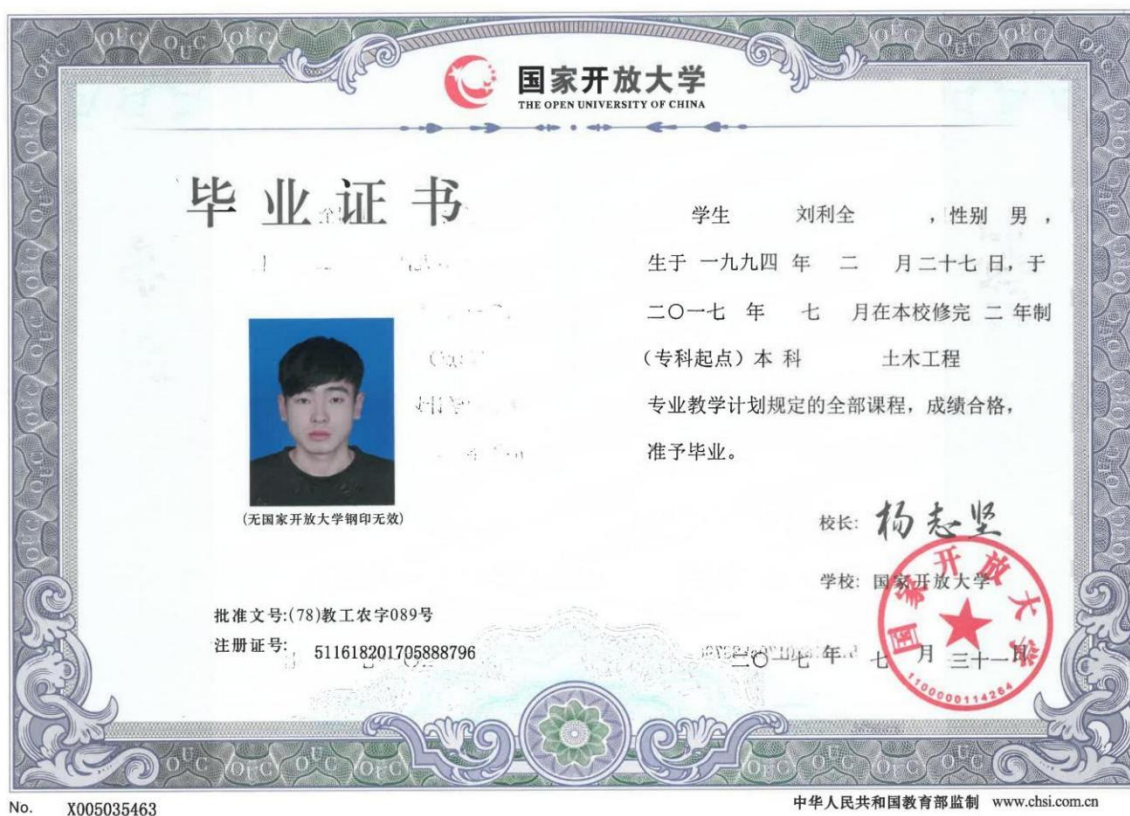 国家开放大学
THE OPEN UNIVERSITY OF CHINA
毕业证书
学生 刘利全 ，性别 男 ，
生于 一九九四 年 二 月二十七 日，于
二〇一七 年 七 月在本校修完 二 年制
（专科起点）本 科 土木工程
专业教学计划规定的全部课程，成绩合格，
准予毕业。
(无国家开放大学钢印无效)
校长: 杨志坚
学校: 国家开放大学
批准文号:(78)教工农字089号
注册证号: 511618201705888796
二〇一七 年 七 月 三十一日
国家开放大学
1100000114264
No. X005035463
中华人民共和国教育部监制 www.chsi.com.cn